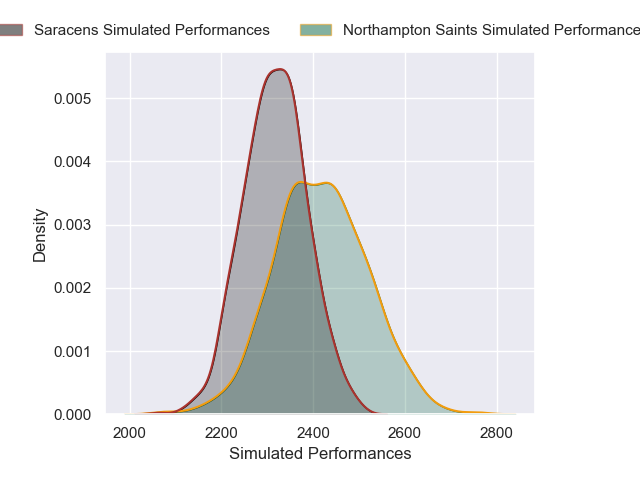 Saracens Simulated Performances
Northampton Saints Simulated Performance
0.005
0.004
0.003
0.002
0.001
0.000
Density
2000 2200 2400 2600 2800
Simulated Performances